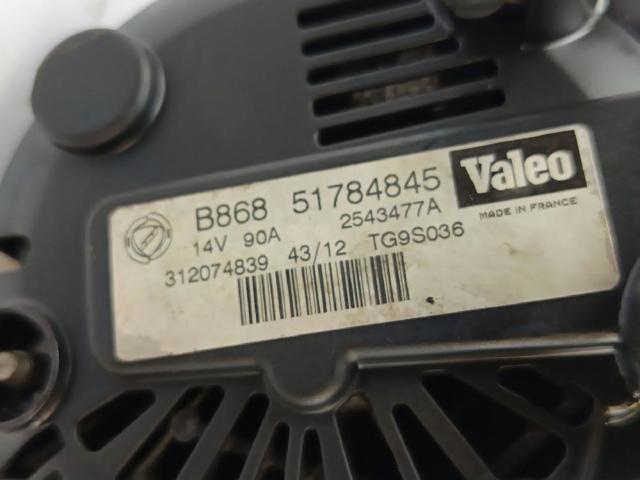 B868 51784845 Valeo
14V 90A 2543477A MADE IN FRANCE
312074839 43/12 TG9S036